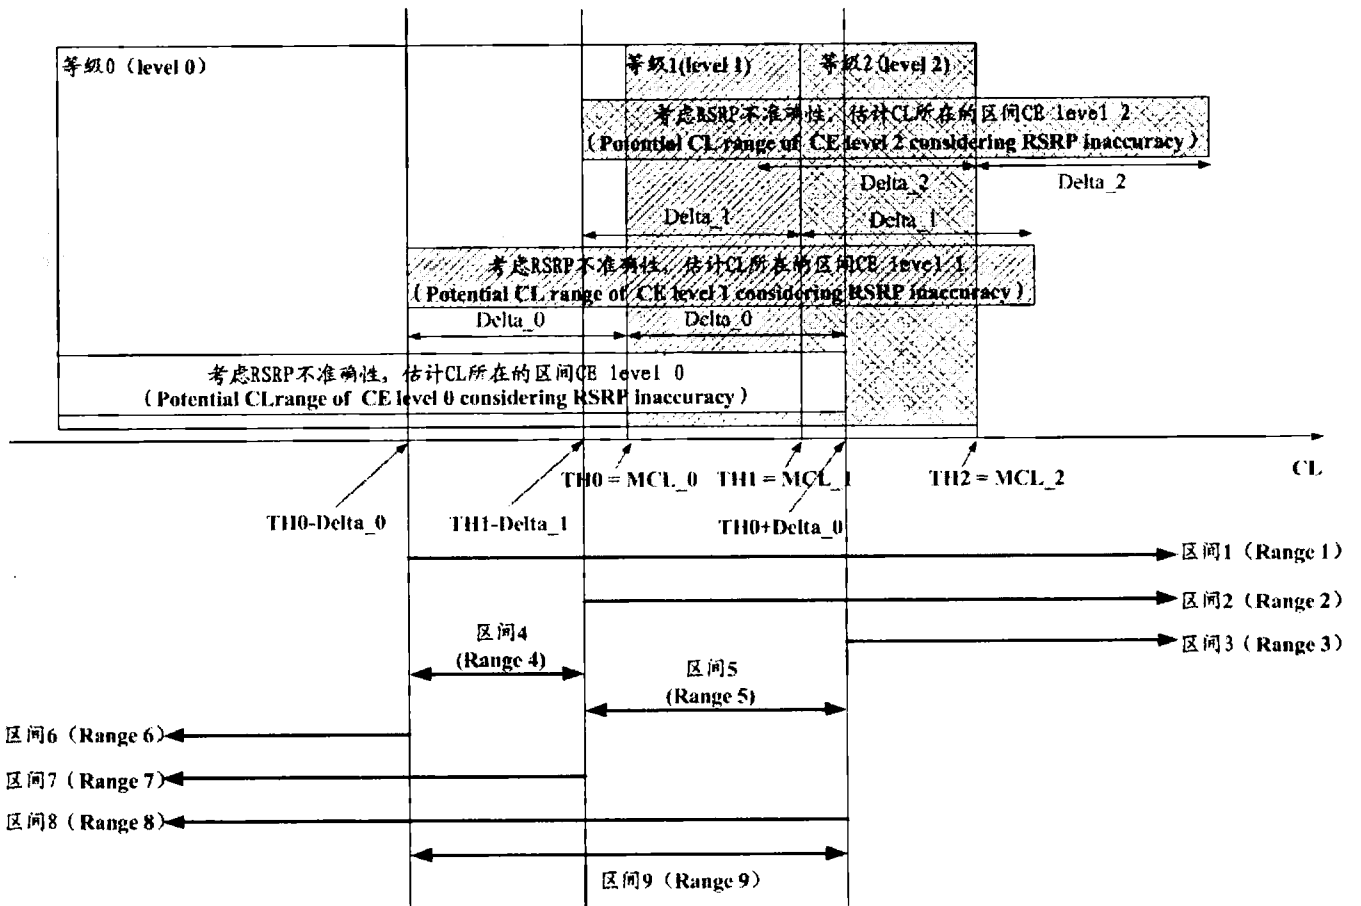 等级0（level 0）
等级1(level 1)
等级2(level 2)
考虑RSRP不准确性，估计CL所在的区间CE level 2
（Potential CL range of CE level 2 considering RSRP inaccuracy）
Delta_2
Delta_2
Delta_1
Delta_1
考虑RSRP不准确性，估计CL所在的区间CE level 1
（Potential CL range of CE level 1 considering RSRP inaccuracy）
Delta_0
Delta_0
考虑RSRP不准确性，估计CL所在的区间CE level 0
（Potential CLrange of CE level 0 considering RSRP inaccuracy）
CL
TH0 = MCL_0
TH1 = MCL_1
TH2 = MCL_2
TH0-Delta_0
TH1-Delta_1
TH0+Delta_0
区间1（Range 1）
区间2（Range 2）
区间3（Range 3）
区间4
(Range 4)
区间5
(Range 5)
区间6（Range 6）
区间7（Range 7）
区间8（Range 8）
区间9（Range 9）